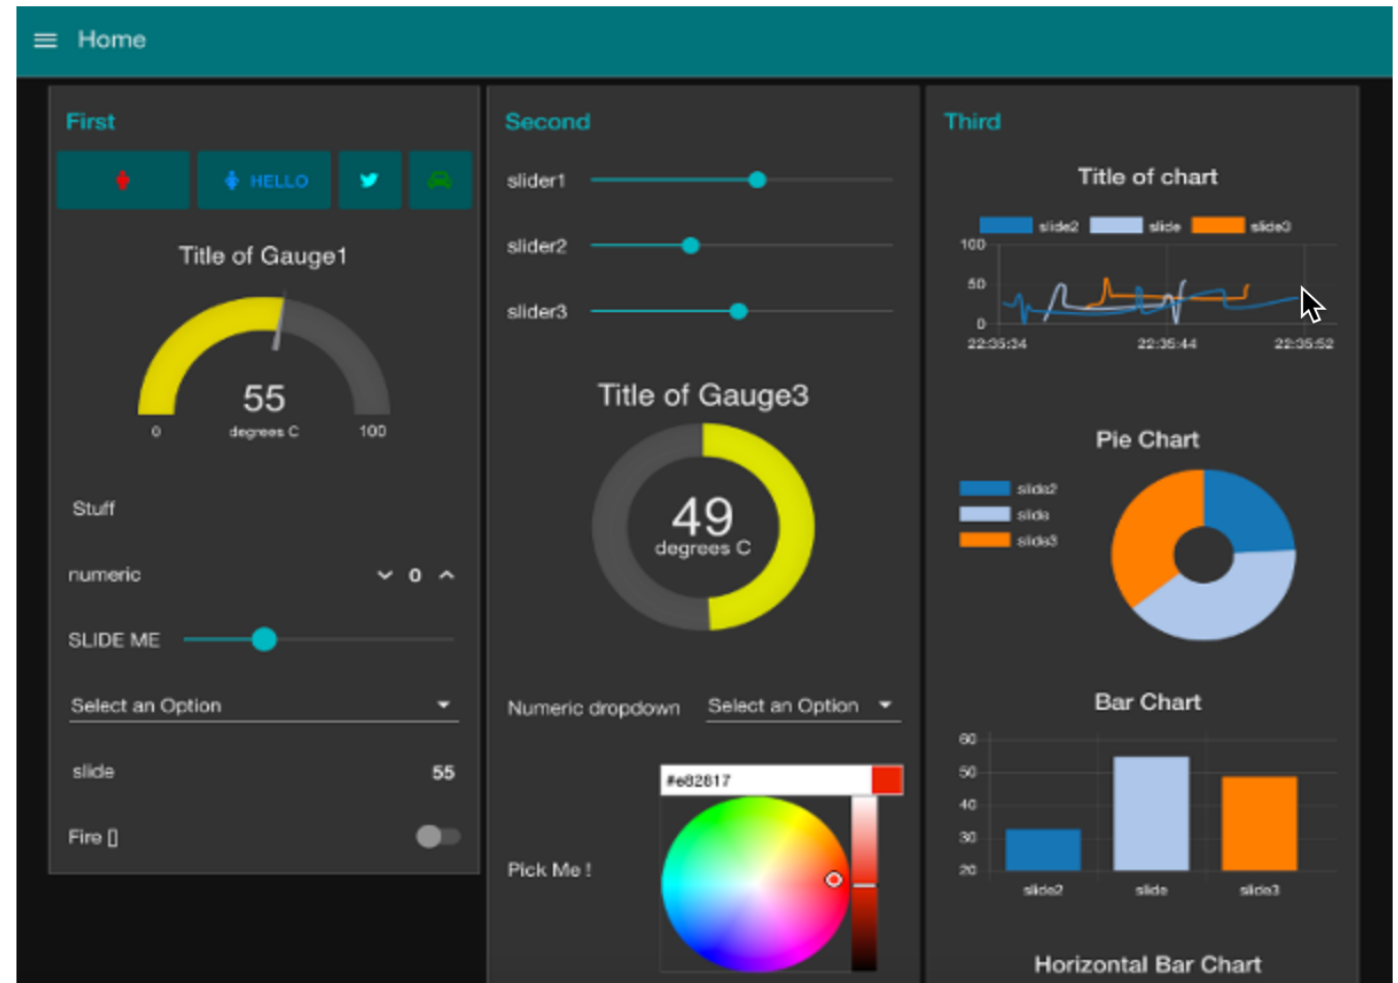 Home
First
HELLO
Title of Gauge1
55
degrees C
0
100
Stuff
numeric
0
SLIDE ME
Select an Option
slide
55
Fire []
Second
slider1
slider2
slider3
Title of Gauge3
49
degrees C
Numeric dropdown
Select an Option
#e82817
Pick Me !
Third
Title of chart
slide2 slide slide3
100
50
0
22:35:34 22:35:44 22:35:52
Pie Chart
slide2
slide
slide3
Bar Chart
60
50
40
30
20
slide2 slide slide3
Horizontal Bar Chart